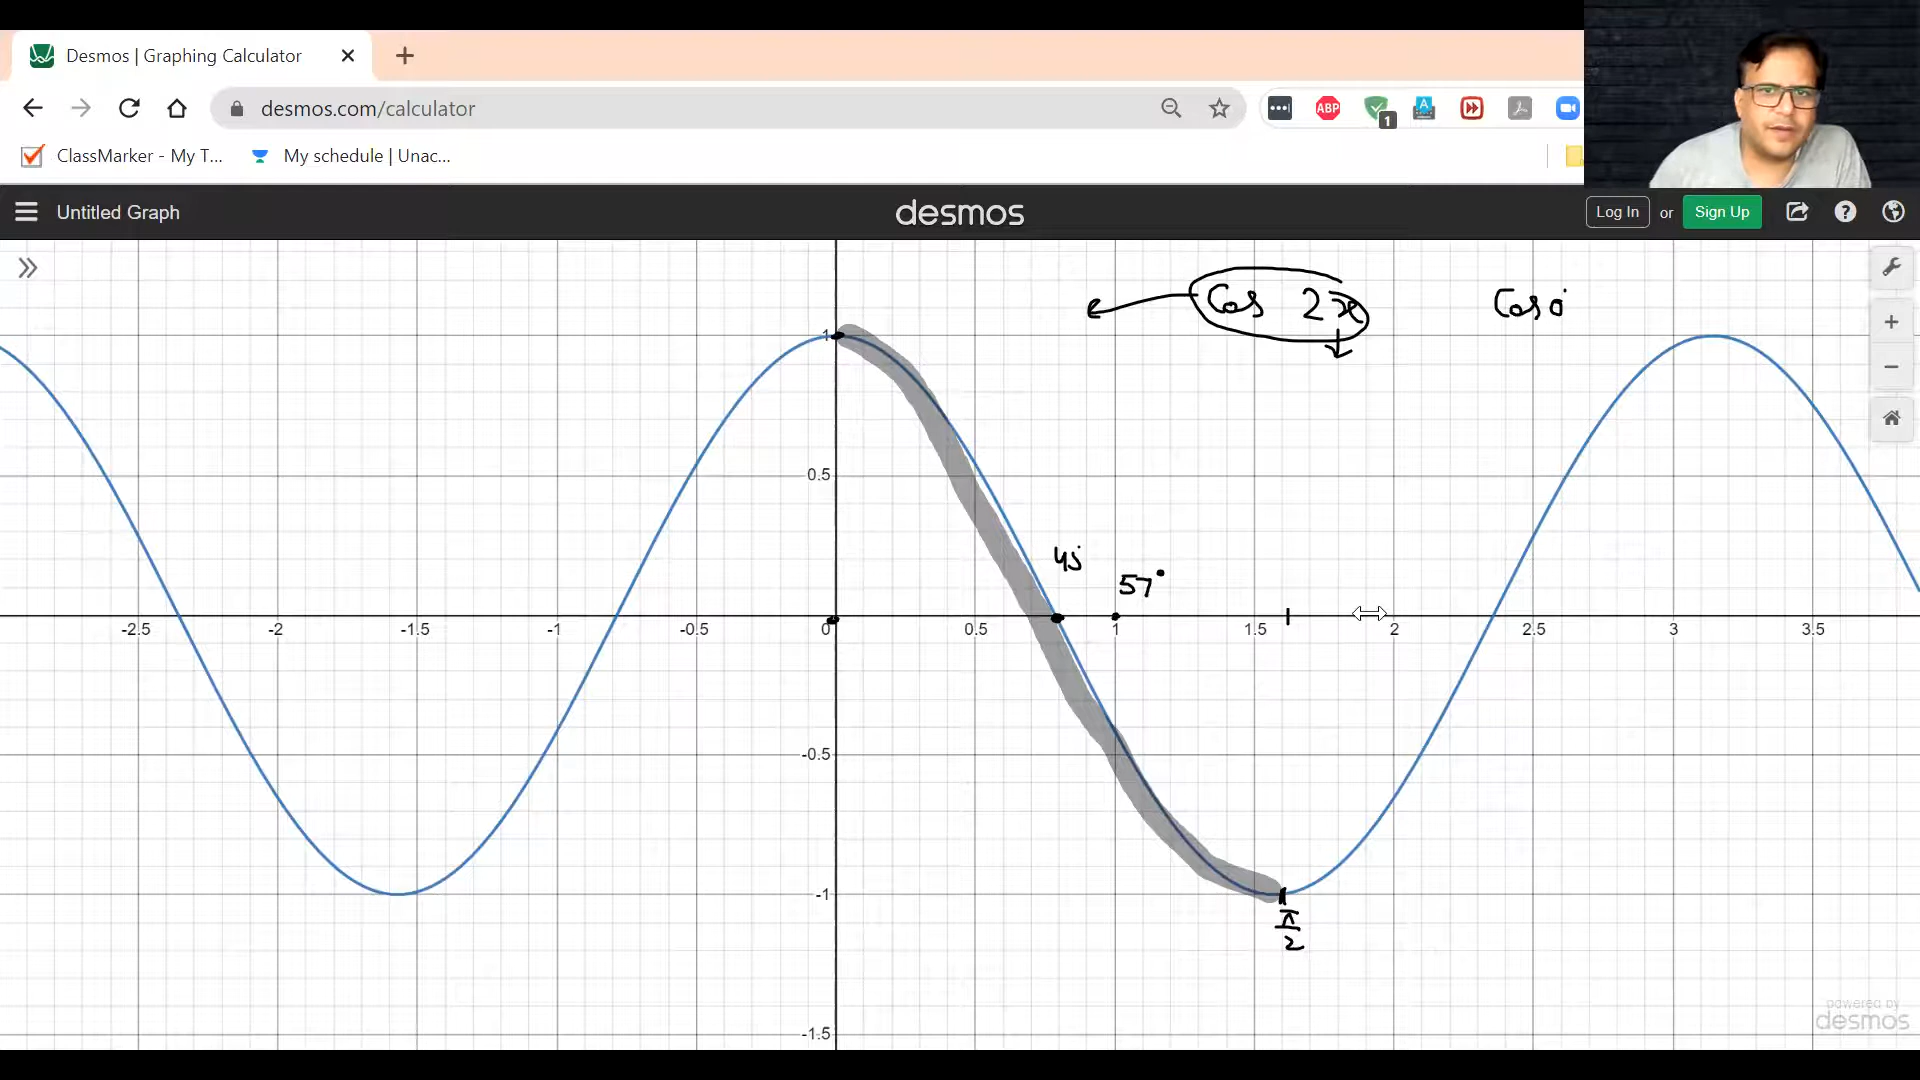 Desmos | Graphing Calculator
desmos.com/calculator
ABP
1
A
ClassMarker - My T...
My schedule | Unac...
Untitled Graph
desmos
Log In or Sign Up
Cos 2x
Cos 0°
1
0.5
45
57°
-2.5 -2 -1.5 -1 -0.5 0 0.5 1 1.5 2 2.5 3 3.5
-0.5
-1
π
2
-1.5
powered by
desmos